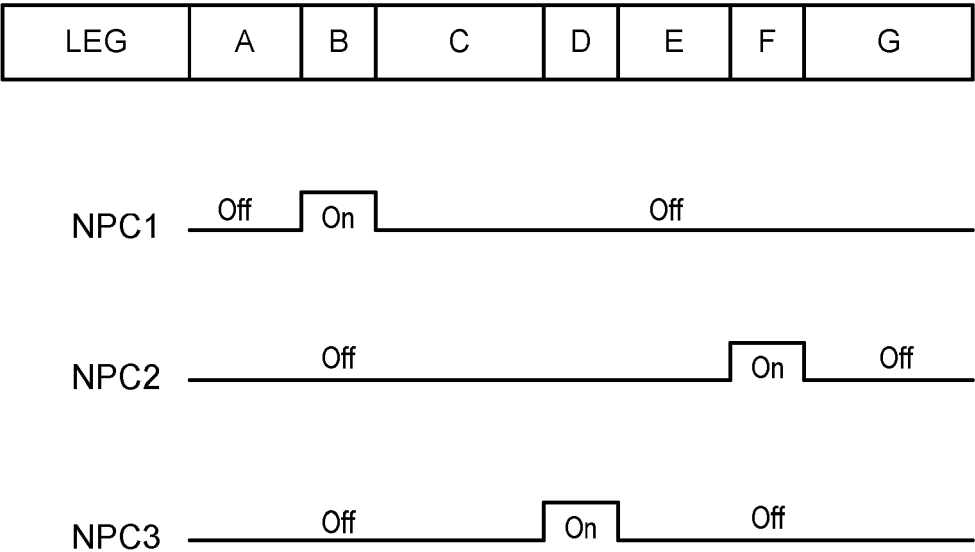 LEG A B C D E F G
NPC1 Off On Off
NPC2 Off On Off
NPC3 Off On Off